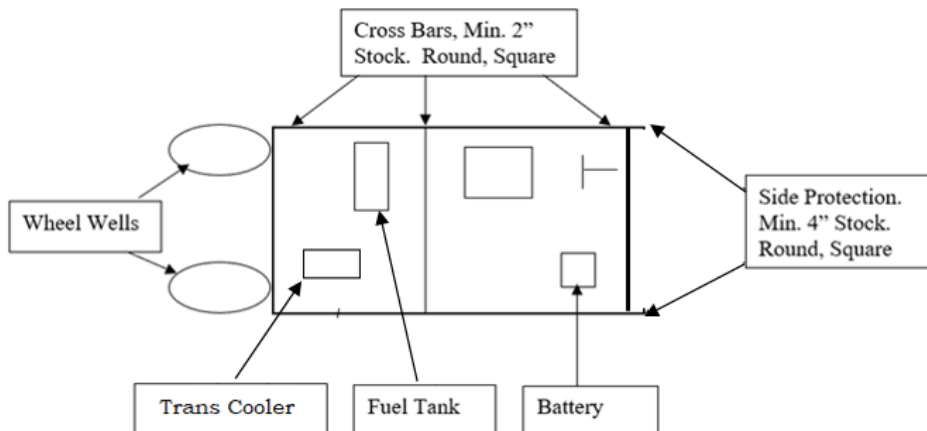 Cross Bars, Min. 2”
Stock.  Round, Square
Wheel Wells
Side Protection.
Min. 4” Stock.
Round, Square
Trans Cooler
Fuel Tank
Battery